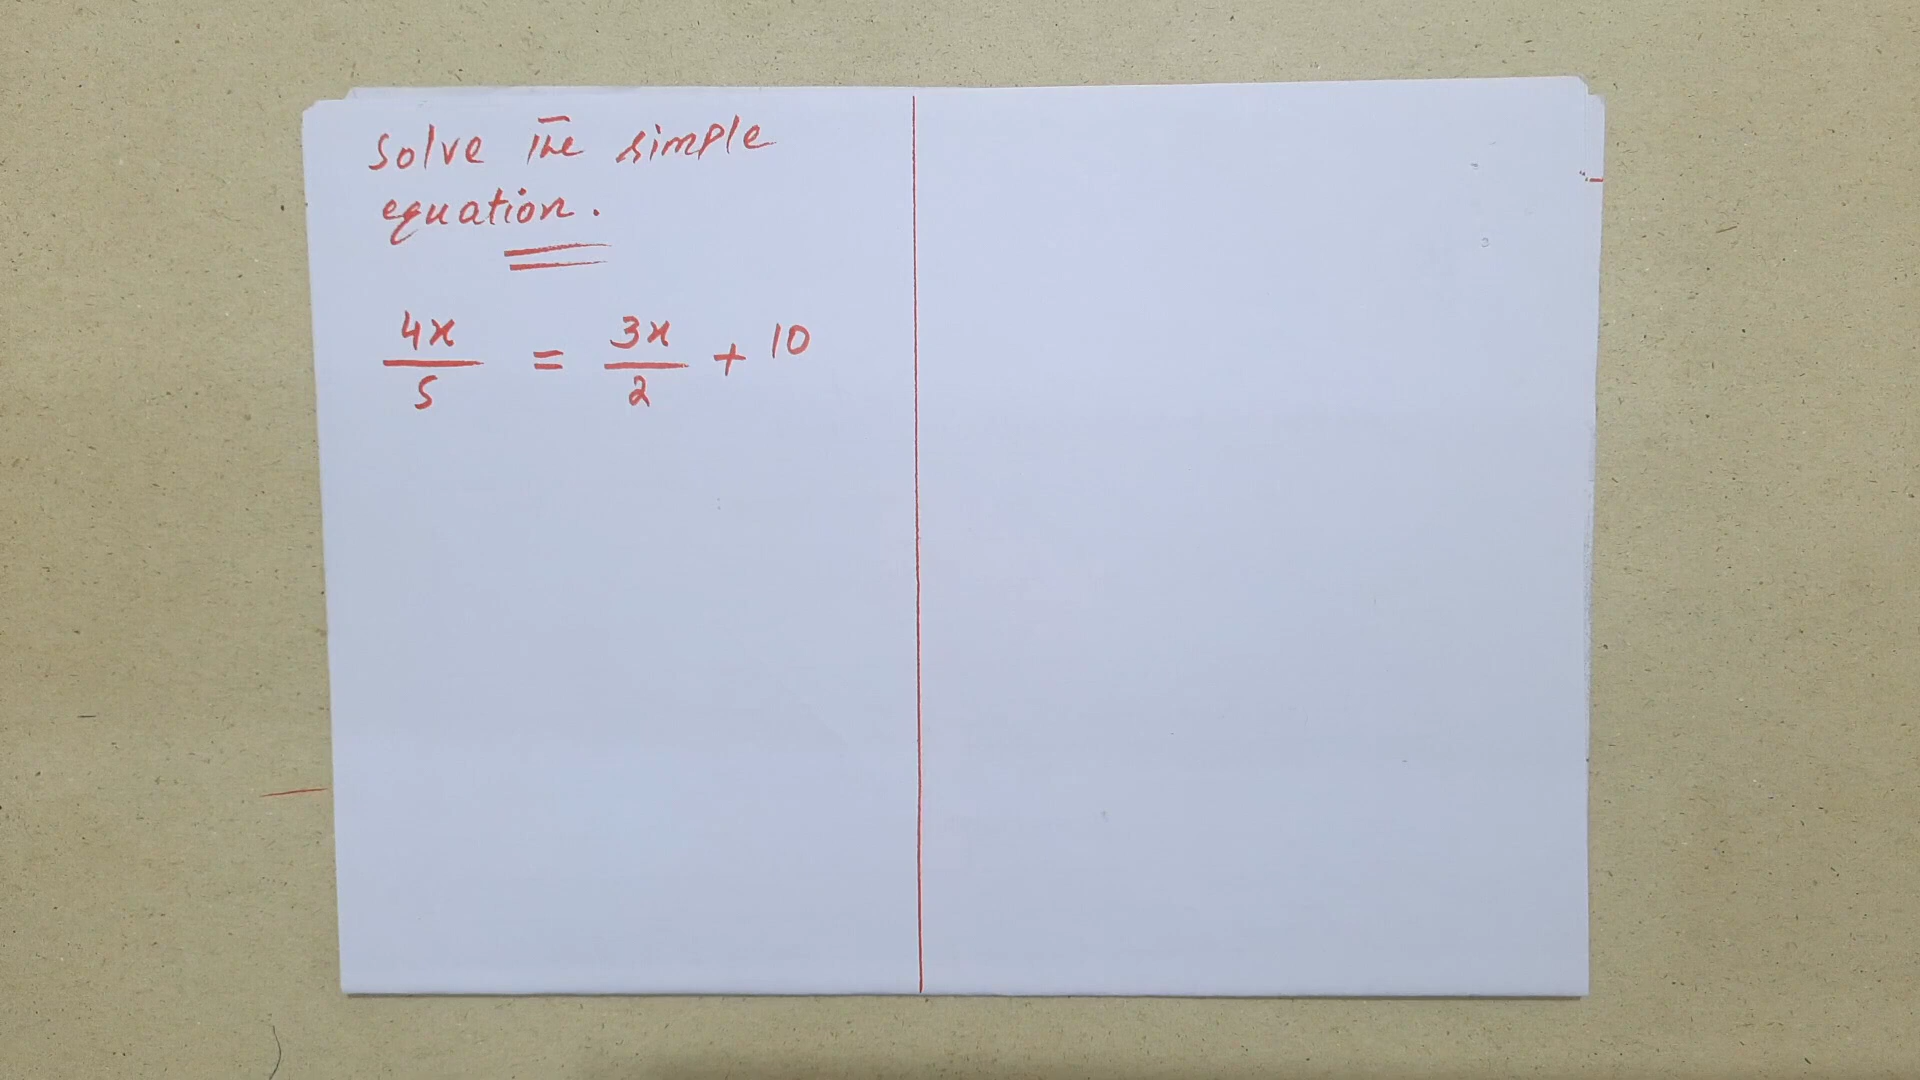 Solve the simple
equation.
4x/5 = 3x/2 + 10